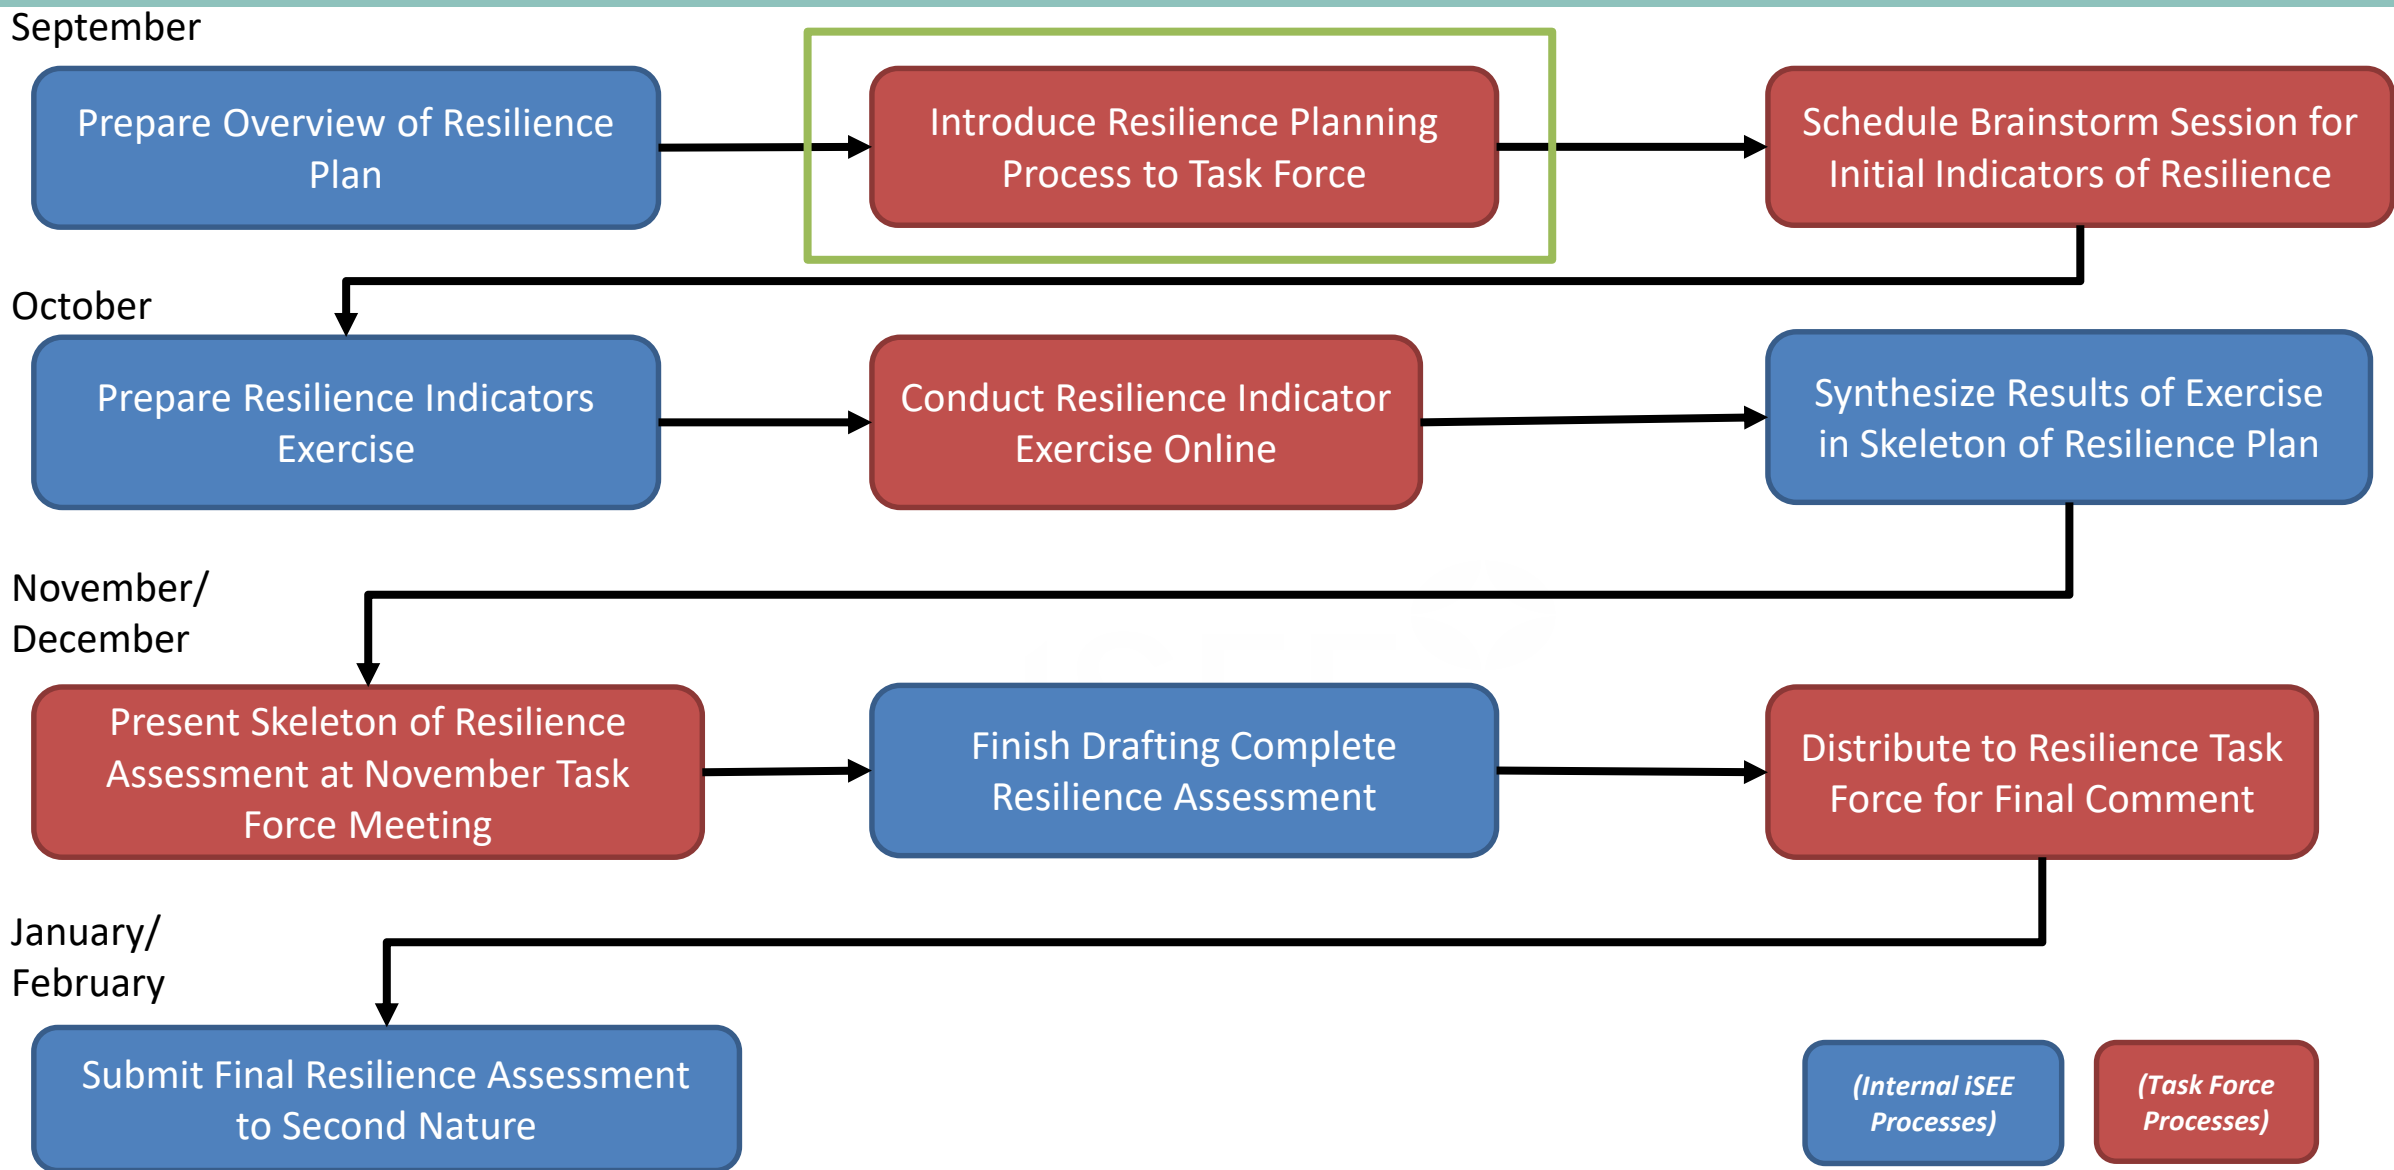 September
Prepare Overview of Resilience
Plan
Introduce Resilience Planning
Process to Task Force
Schedule Brainstorm Session for
Initial Indicators of Resilience
October
Prepare Resilience Indicators
Exercise
Conduct Resilience Indicator
Exercise Online
Synthesize Results of Exercise
in Skeleton of Resilience Plan
November/
December
Present Skeleton of Resilience
Assessment at November Task
Force Meeting
Finish Drafting Complete
Resilience Assessment
Distribute to Resilience Task
Force for Final Comment
January/
February
Submit Final Resilience Assessment
to Second Nature
(Internal iSEE
Processes)
(Task Force
Processes)